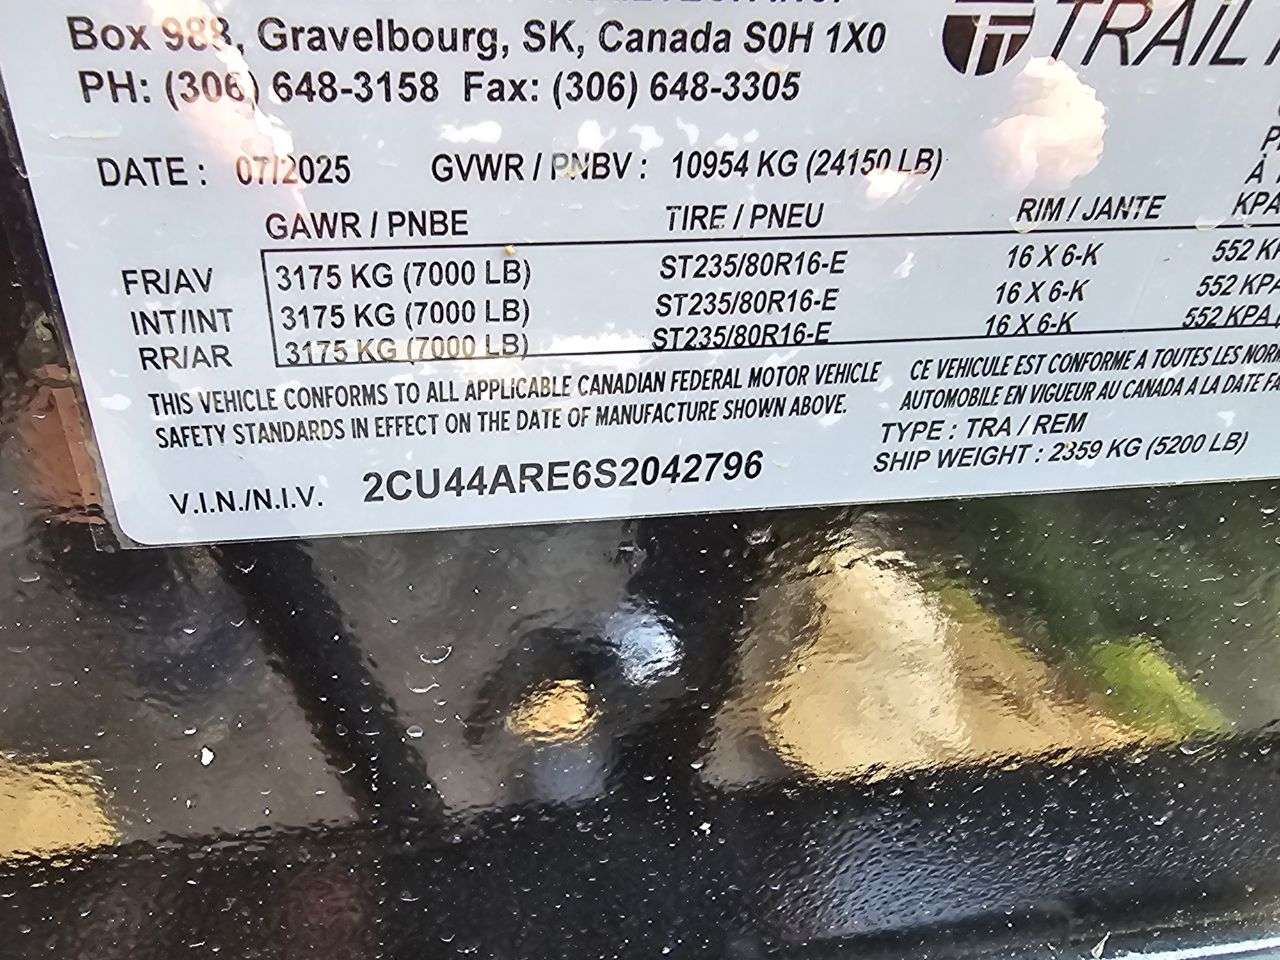 Box 988, Gravelbourg, SK, Canada S0H 1X0
PH: (306) 648-3158 Fax: (306) 648-3305
TRAIL
DATE : 07/2025 GVWR / PNBV : 10954 KG (24150 LB)
GAWR / PNBE TIRE / PNEU RIM / JANTE KPA
FR/AV 3175 KG (7000 LB) ST235/80R16-E 16 X 6-K 552
INT/INT 3175 KG (7000 LB) ST235/80R16-E 16 X 6-K 552 KPA
RR/AR 3175 KG (7000 LB) ST235/80R16-E 16 X 6-K 552 KPA
THIS VEHICLE CONFORMS TO ALL APPLICABLE CANADIAN FEDERAL MOTOR VEHICLE
SAFETY STANDARDS IN EFFECT ON THE DATE OF MANUFACTURE SHOWN ABOVE.
CE VEHICULE EST CONFORME A TOUTES LES
AUTOMOBILE EN VIGUEUR AU CANADA A LA DATE
TYPE : TRA / REM
SHIP WEIGHT : 2359 KG (5200 LB)
V.I.N./N.I.V. 2CU44ARE6S2042796